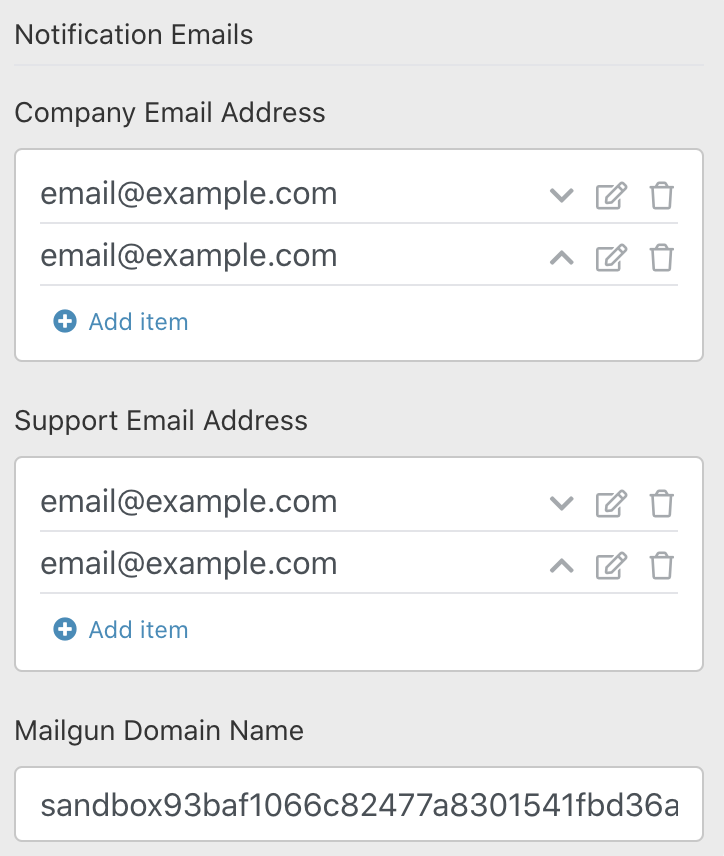 Notification Emails
Company Email Address
email@example.com
email@example.com
Add item
Support Email Address
email@example.com
email@example.com
Add item
Mailgun Domain Name
sandbox93baf1066c82477a8301541fbd36a